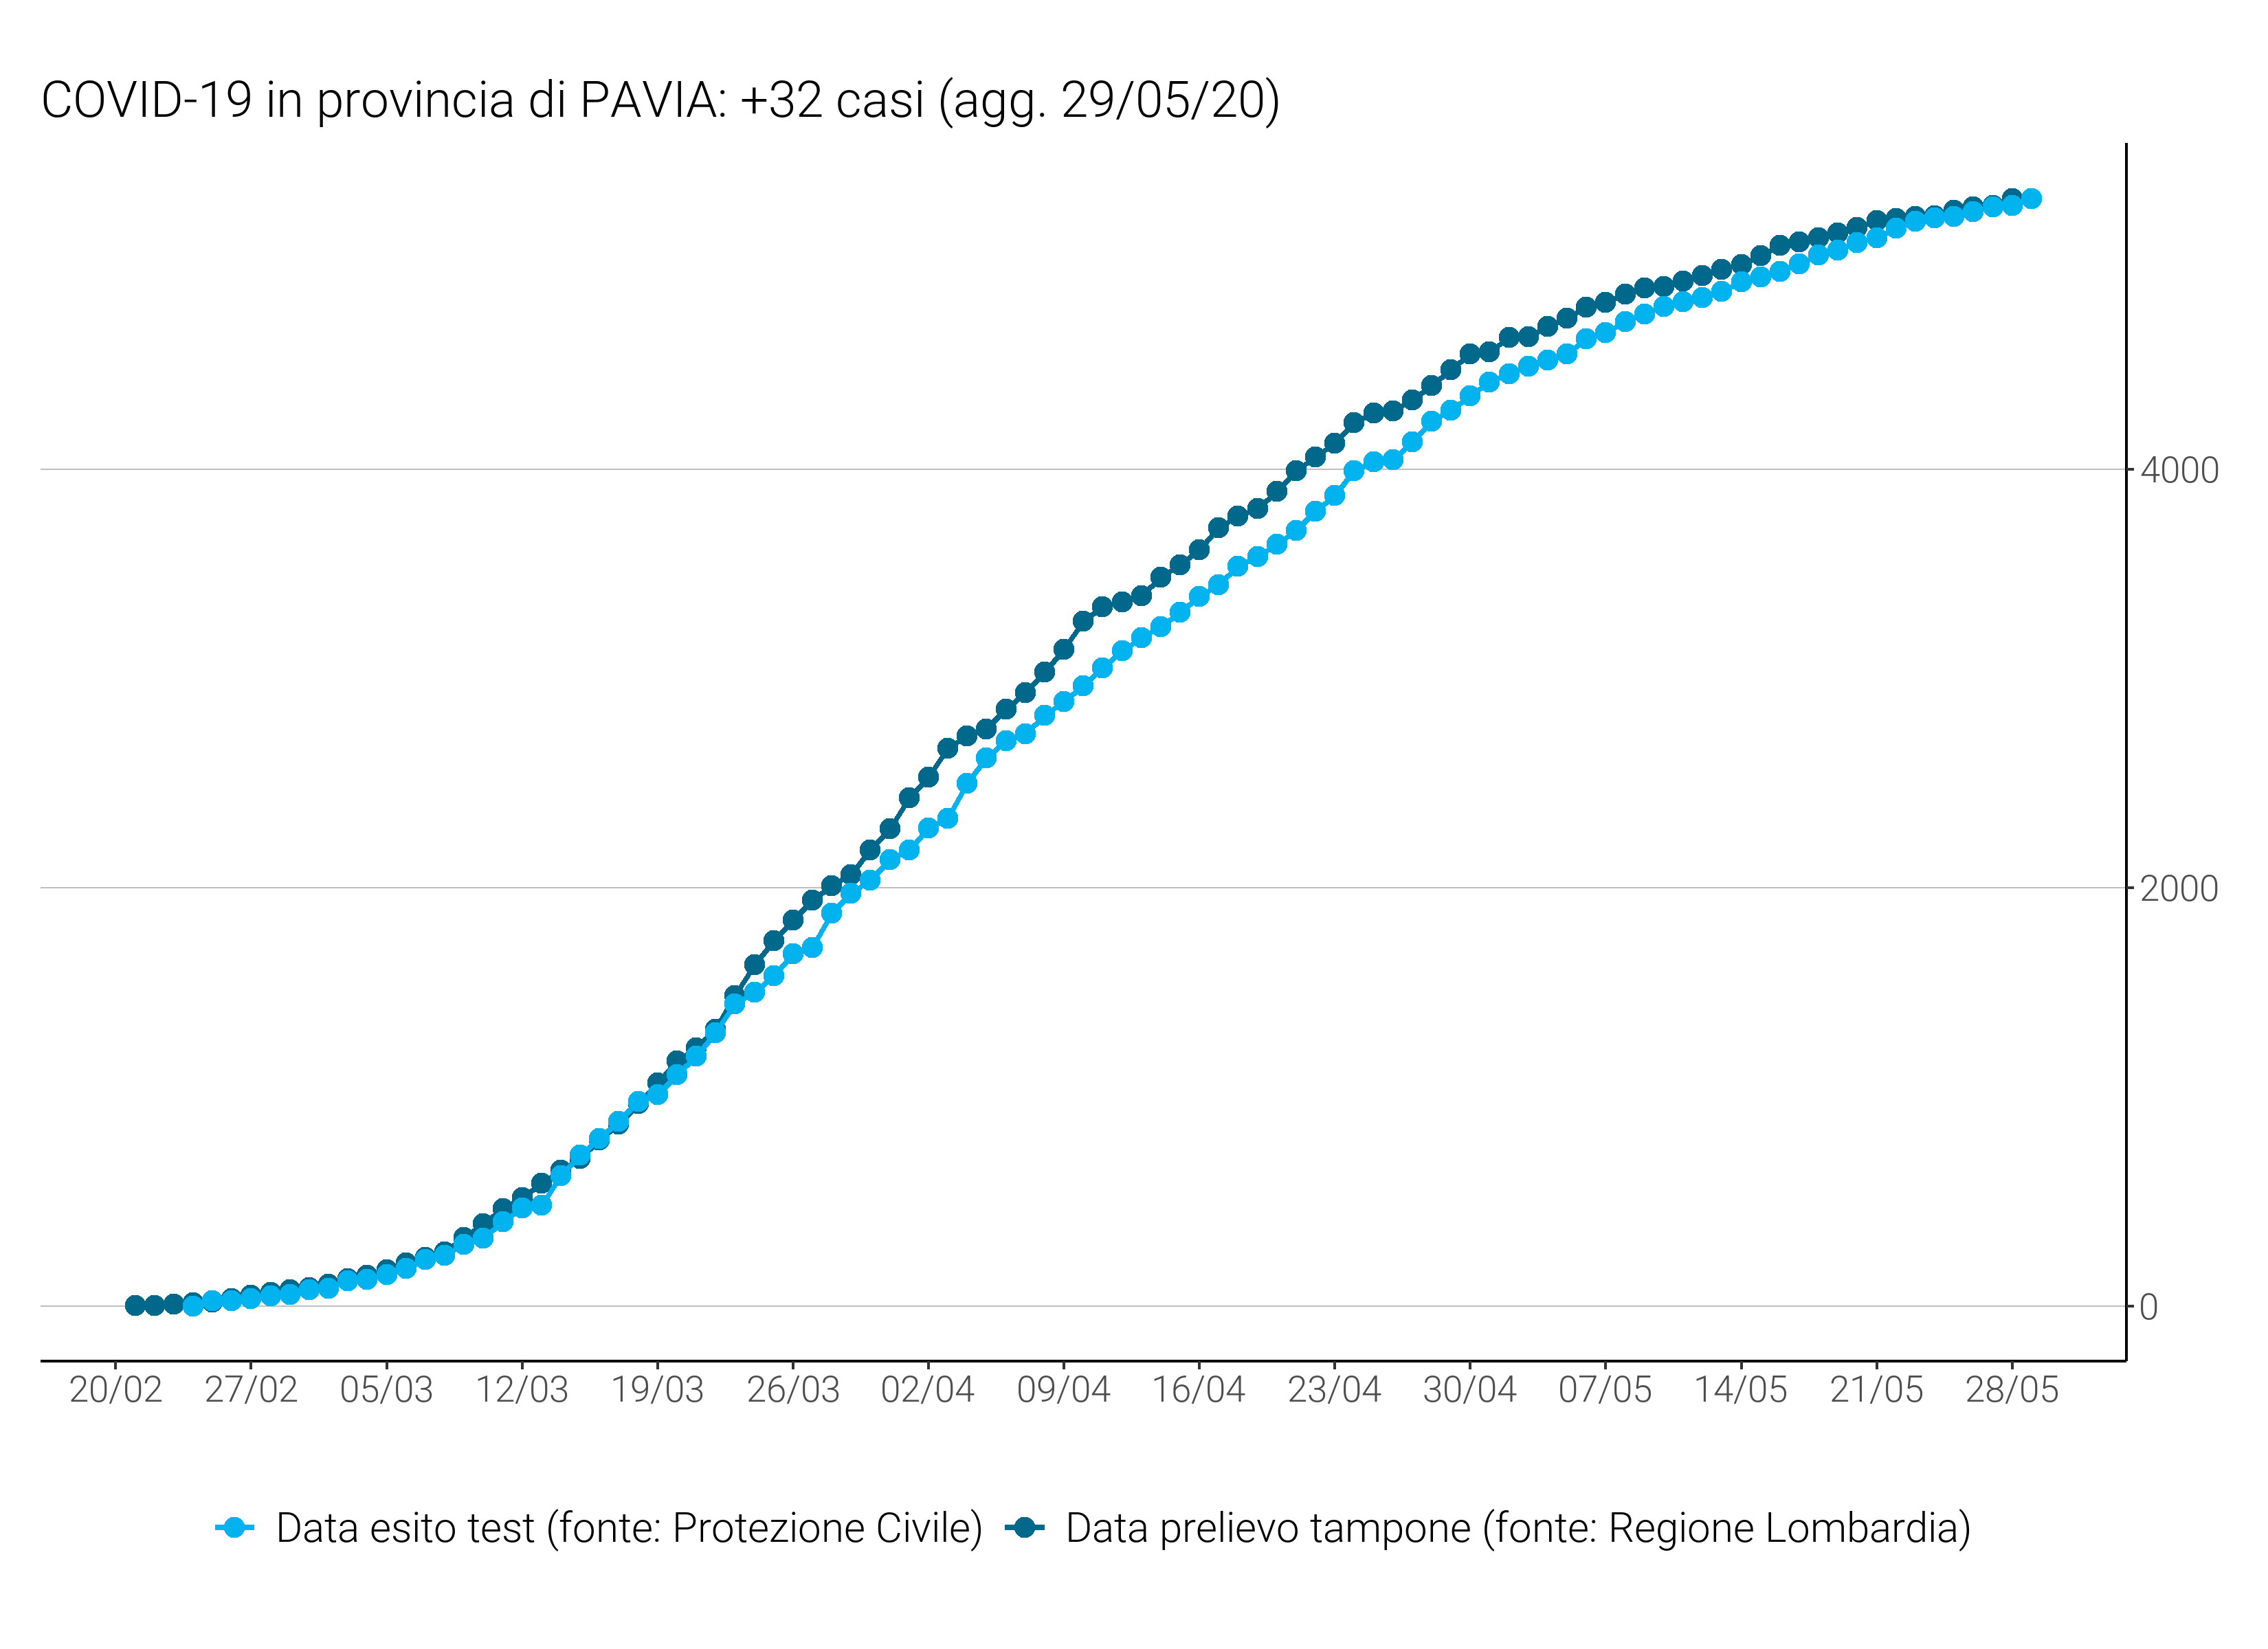 COVID-19 in provincia di PAVIA: +32 casi (agg. 29/05/20)
4000
2000
0
20/02 27/02 05/03 12/03 19/03 26/03 02/04 09/04 16/04 23/04 30/04 07/05 14/05 21/05 28/05
Data esito test (fonte: Protezione Civile) Data prelievo tampone (fonte: Regione Lombardia)